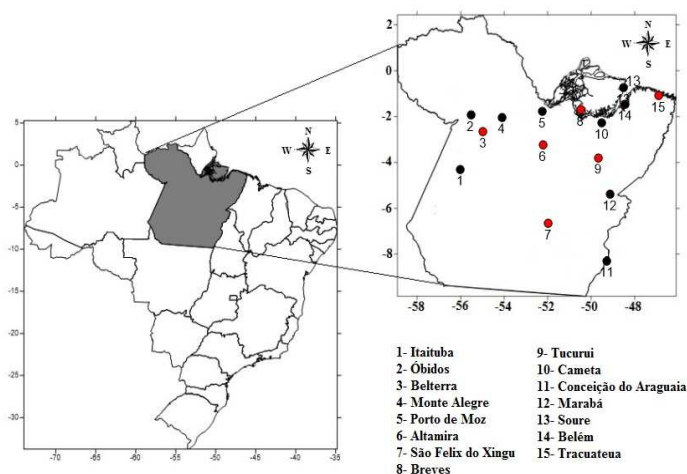 N
W E
S
5
0
-5
-10
-15
-20
-25
-30
-70 -65 -60 -55 -50 -45 -40 -35
N
W E
S
2
0
-2
-4
-6
-8
-58 -56 -54 -52 -50 -48
13
15
2
4
5
8
14
3
10
6
9
1
12
7
11
1- Itaituba
2- Óbidos
3- Belterra
4- Monte Alegre
5- Porto de Moz
6- Altamira
7- São Felix do Xingu
8- Breves
9- Tucurui
10- Cameta
11- Conceição do Araguaia
12- Marabá
13- Soure
14- Belém
15- Tracuateua